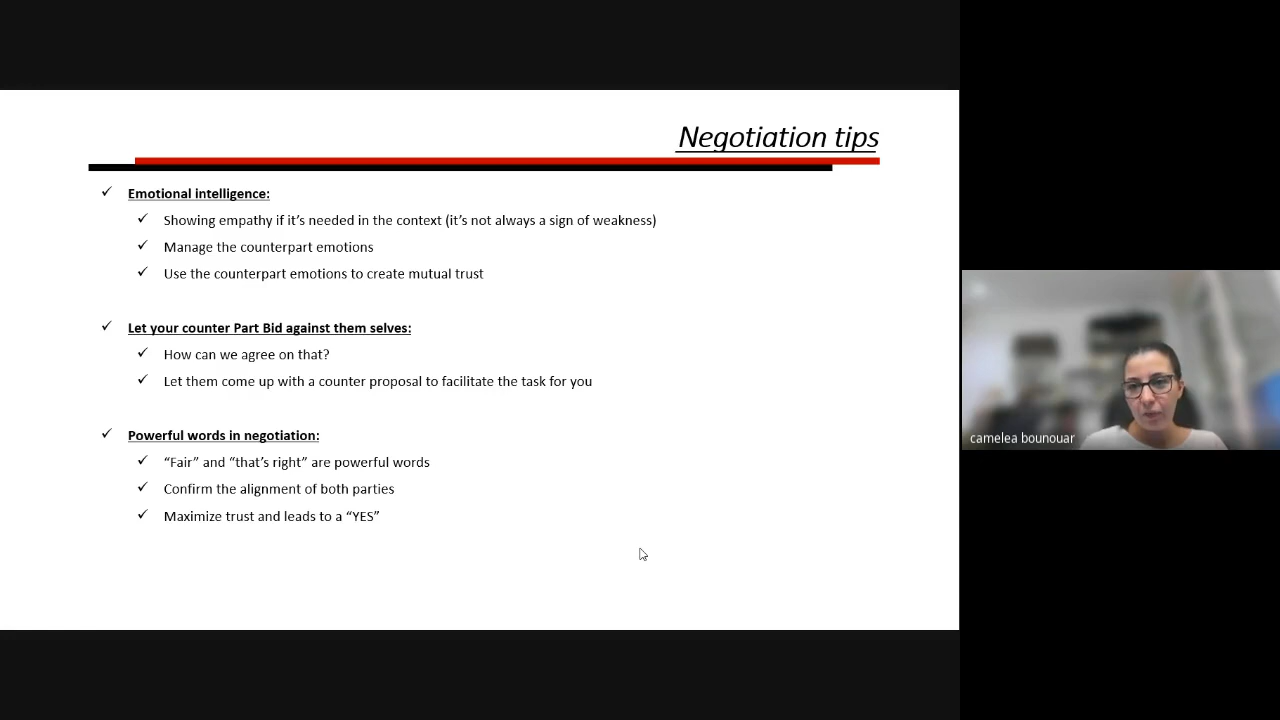 Negotiation tips
✓ Emotional intelligence:
✓ Showing empathy if it’s needed in the context (it’s not always a sign of weakness)
✓ Manage the counterpart emotions
✓ Use the counterpart emotions to create mutual trust
✓ Let your counter Part Bid against them selves:
✓ How can we agree on that?
✓ Let them come up with a counter proposal to facilitate the task for you
✓ Powerful words in negotiation:
✓ “Fair” and “that’s right” are powerful words
✓ Confirm the alignment of both parties
✓ Maximize trust and leads to a “YES”
camelea bounouar